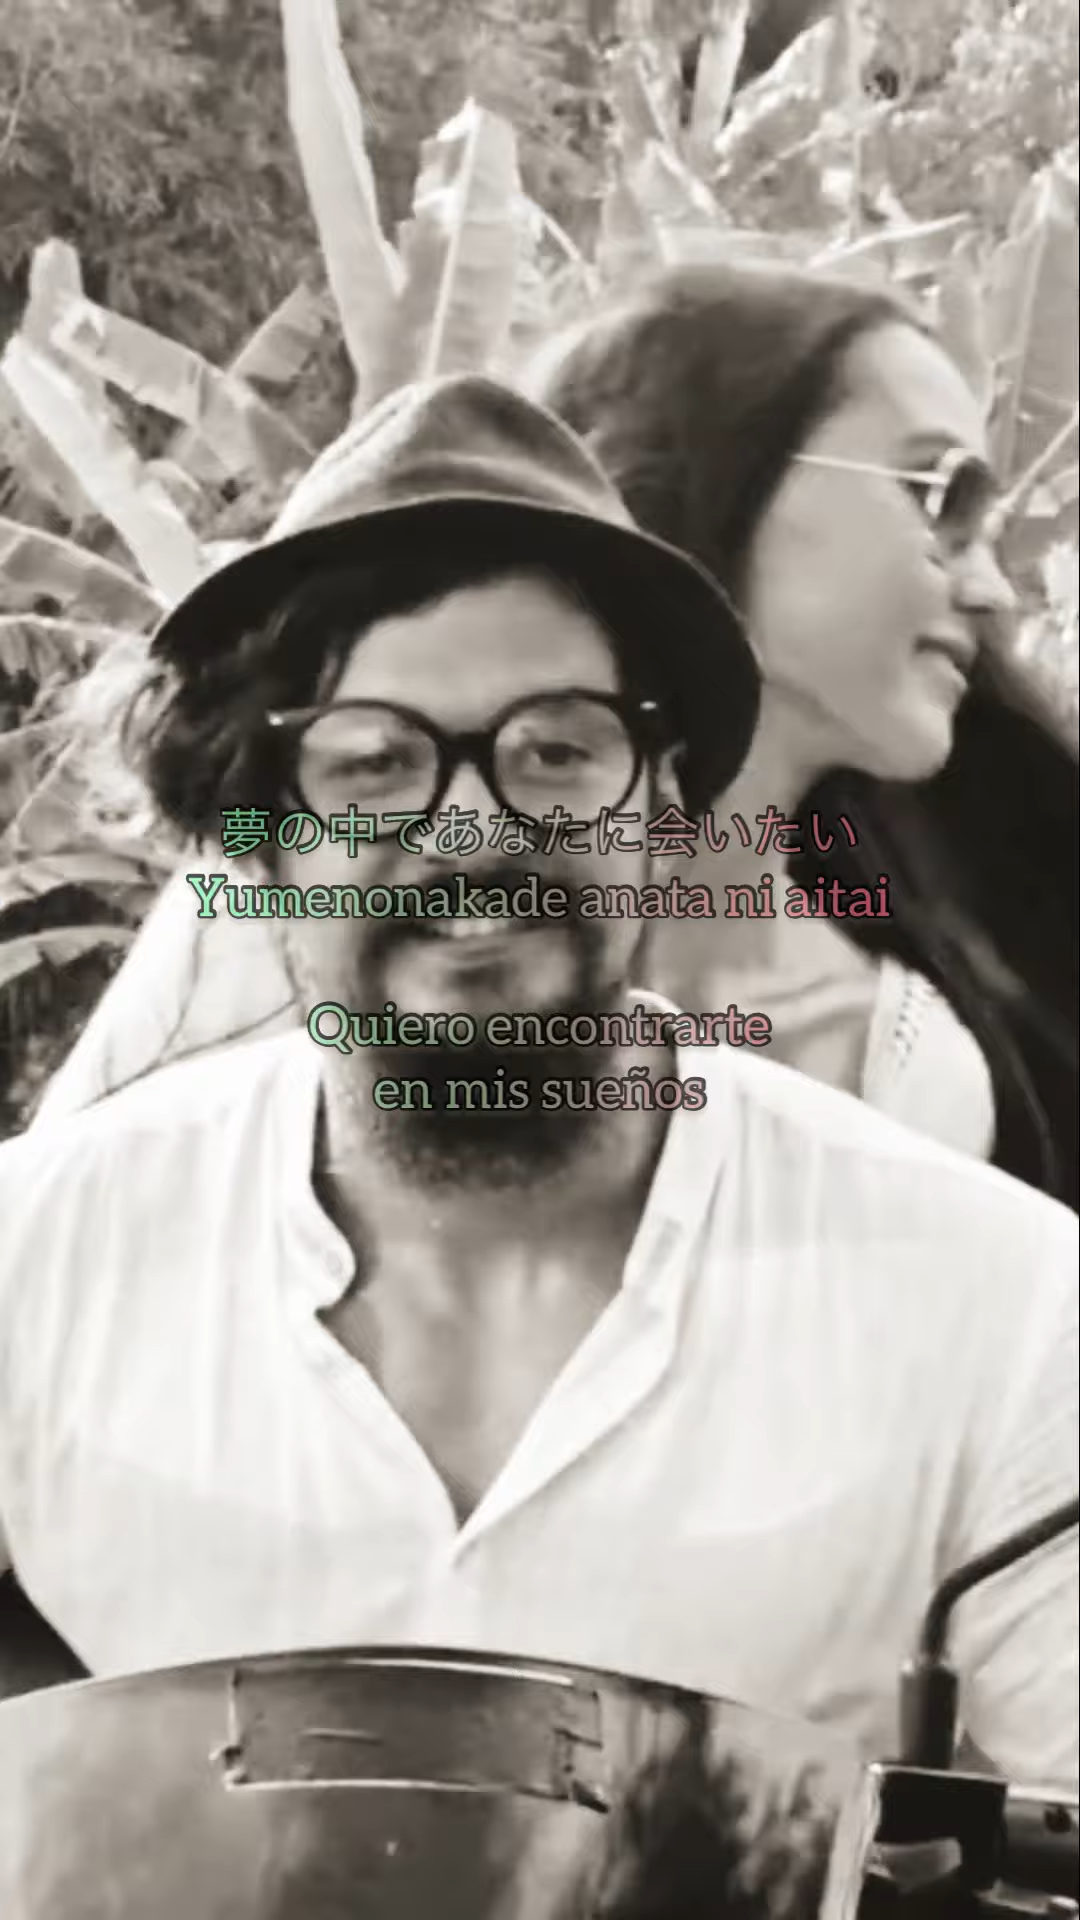 夢の中であなたに会いたい
Yumenonakade anata ni aitai
Quiero encontrarte
en mis sueños